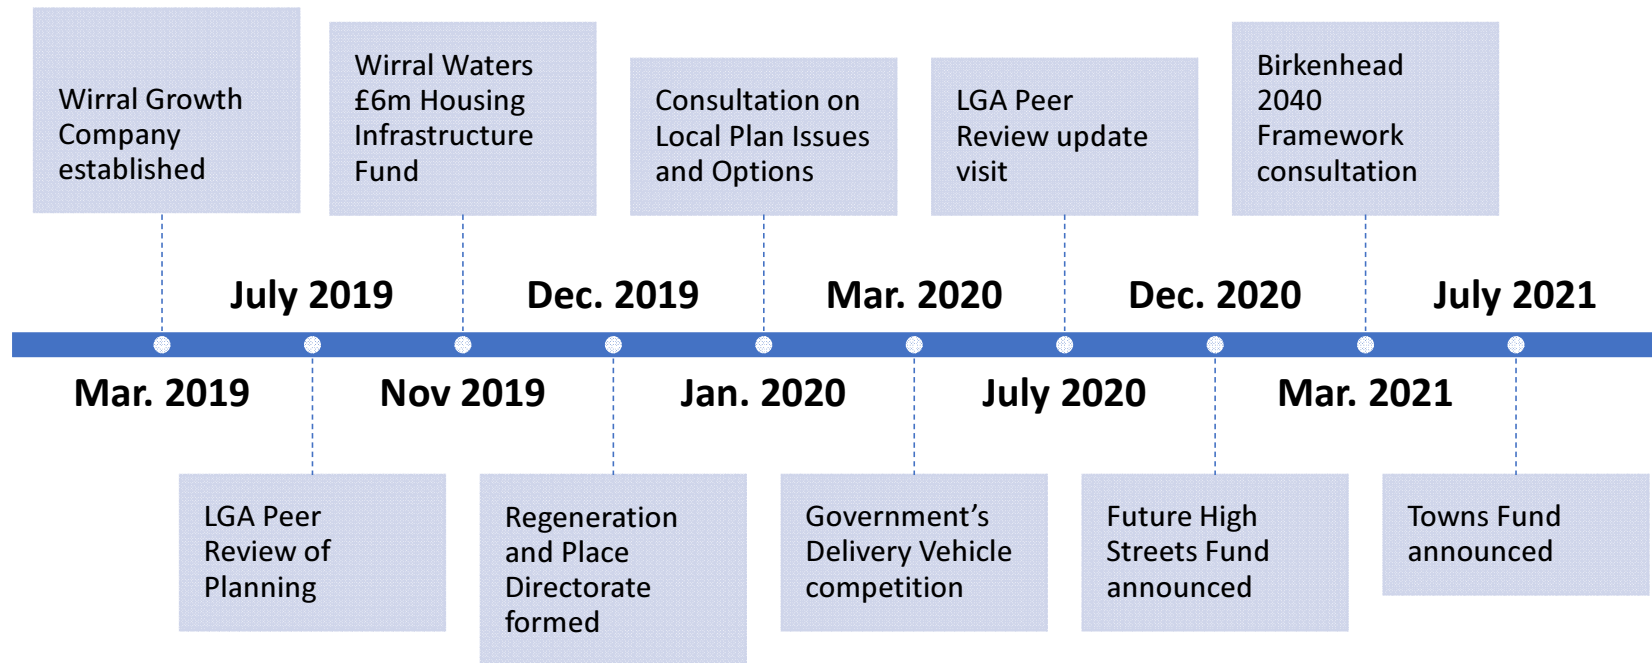 Wirral Growth
Company
established
Wirral Waters
£6m Housing
Infrastructure
Fund
Consultation on
Local Plan Issues
and Options
LGA Peer
Review update
visit
Birkenhead
2040
Framework
consultation
July 2019
Dec. 2019
Mar. 2020
Dec. 2020
July 2021
Mar. 2019
Nov 2019
Jan. 2020
July 2020
Mar. 2021
LGA Peer
Review of
Planning
Regeneration
and Place
Directorate
formed
Government’s
Delivery Vehicle
competition
Future High
Streets Fund
announced
Towns Fund
announced